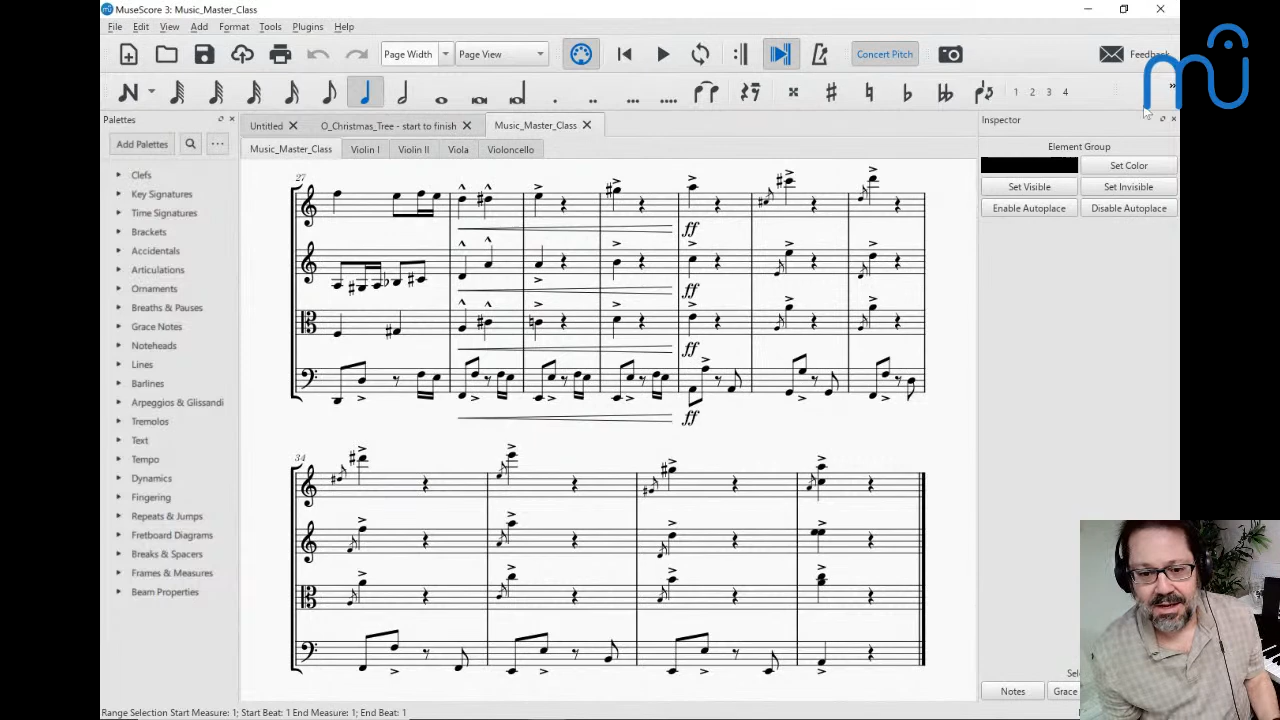 MuseScore 3: Music_Master_Class
File Edit View Add Format Tools Plugins Help
Page Width Page View Concert Pitch Feedback
1 2 3 4 »
Palettes
Add Palettes ...
Clefs
Key Signatures
Time Signatures
Brackets
Accidentals
Articulations
Ornaments
Breaths & Pauses
Grace Notes
Noteheads
Lines
Barlines
Arpeggios & Glissandi
Tremolos
Text
Tempo
Dynamics
Fingering
Repeats & Jumps
Fretboard Diagrams
Breaks & Spacers
Frames & Measures
Beam Properties
Untitled O_Christmas_Tree - start to finish Music_Master_Class
Music_Master_Class Violin I Violin II Viola Violoncello
27
ff
ff
ff
ff
34
Inspector
Element Group
Set Color
Set Visible Set Invisible
Enable Autoplace Disable Autoplace
Notes Grace
Range Selection Start Measure: 1; Start Beat: 1 End Measure: 1; End Beat: 1